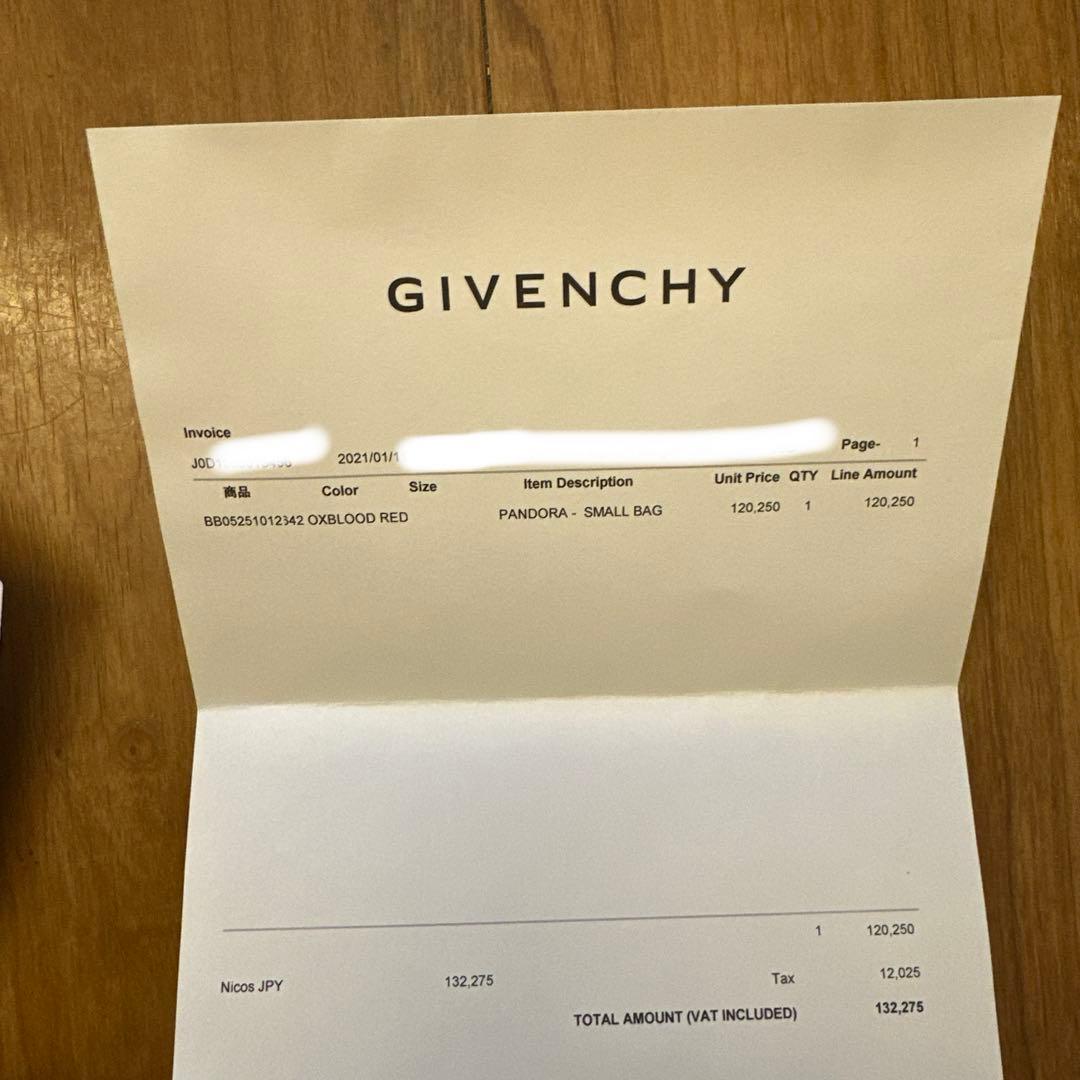 GIVENCHY
Invoice
2021/01/1
Page- 1
商品 Color Size Item Description Unit Price QTY Line Amount
BB05251012642 OXBLOOD RED PANDORA - SMALL BAG 120,250 1 120,250
1 120,250
Nicos JPY 132,275 Tax 12,025
TOTAL AMOUNT (VAT INCLUDED) 132,275